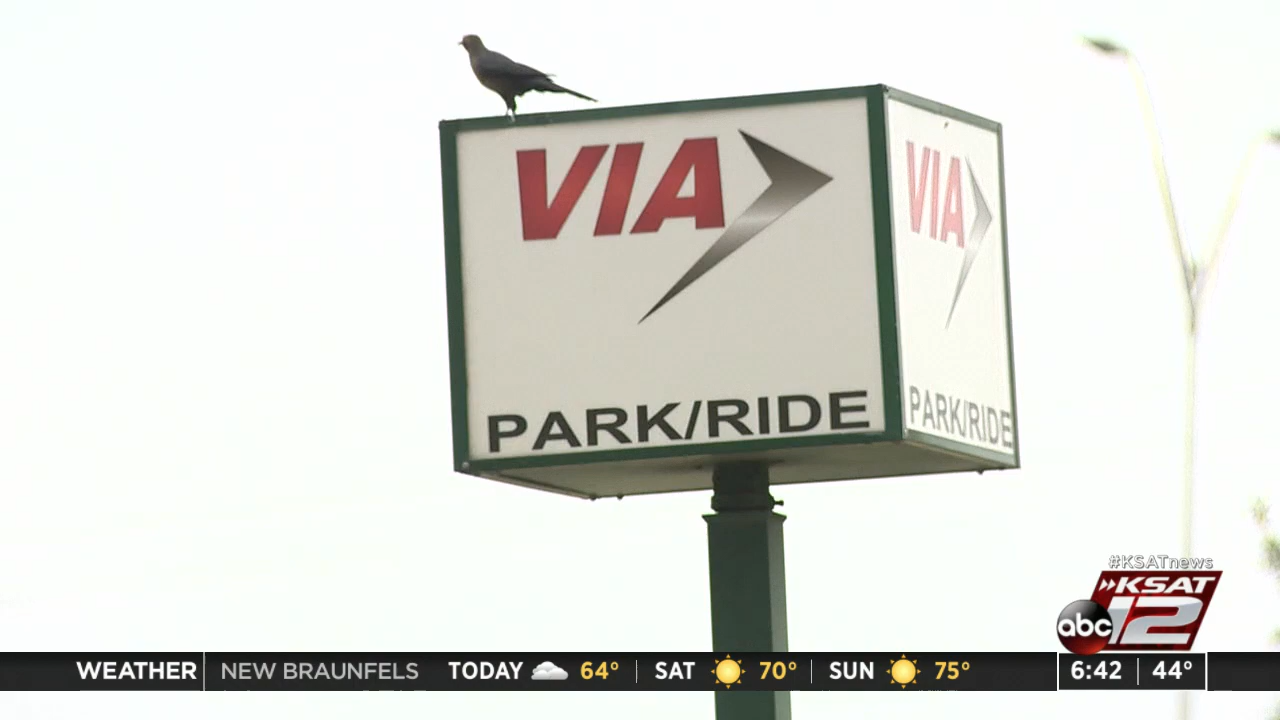 VIA
PARK/RIDE
VIA
PARK/RIDE
#KSATnews
KSAT
abc 12
WEATHER NEW BRAUNFELS TODAY 64° SAT 70° SUN 75° 6:42 44°